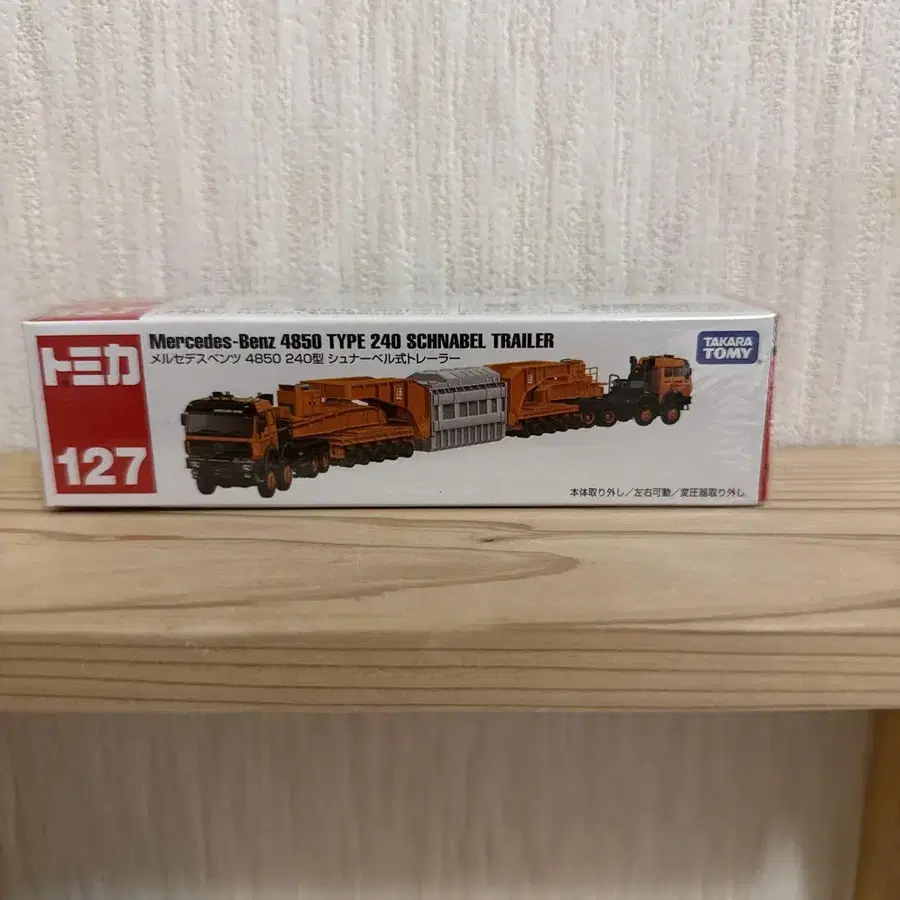 トミカ
127
Mercedes-Benz 4850 TYPE 240 SCHNABEL TRAILER
メルセデスベンツ 4850 240型 シュナーベル式トレーラー
TAKARA
TOMY
本体取り外し／左右可動／変圧器取り外し